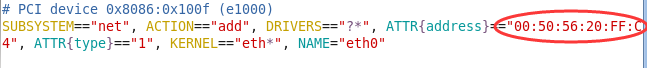 # PCI device 0x8086:0x100f (e1000)
SUBSYSTEM=="net", ACTION=="add", DRIVERS=="?*", ATTR{address}=="00:50:56:20:FF:C
4", ATTR{type}=="1", KERNEL=="eth*", NAME="eth0"